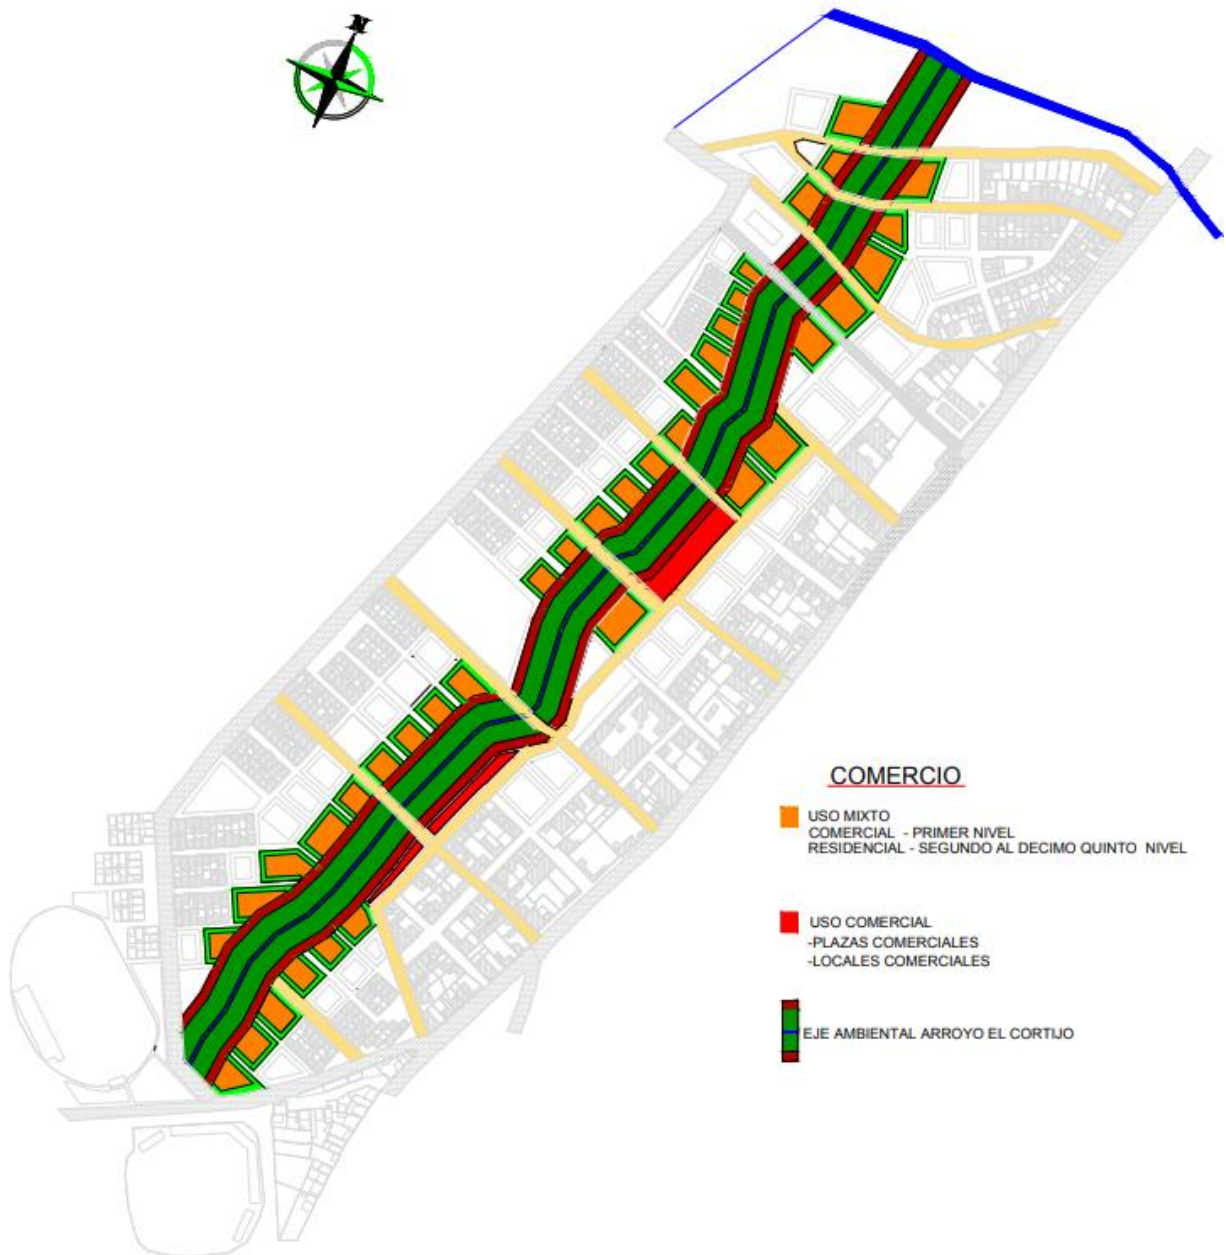 N
COMERCIO
USO MIXTO
COMERCIAL - PRIMER NIVEL
RESIDENCIAL - SEGUNDO AL DECIMO QUINTO NIVEL
USO COMERCIAL
-PLAZAS COMERCIALES
-LOCALES COMERCIALES
EJE AMBIENTAL ARROYO EL CORTIJO